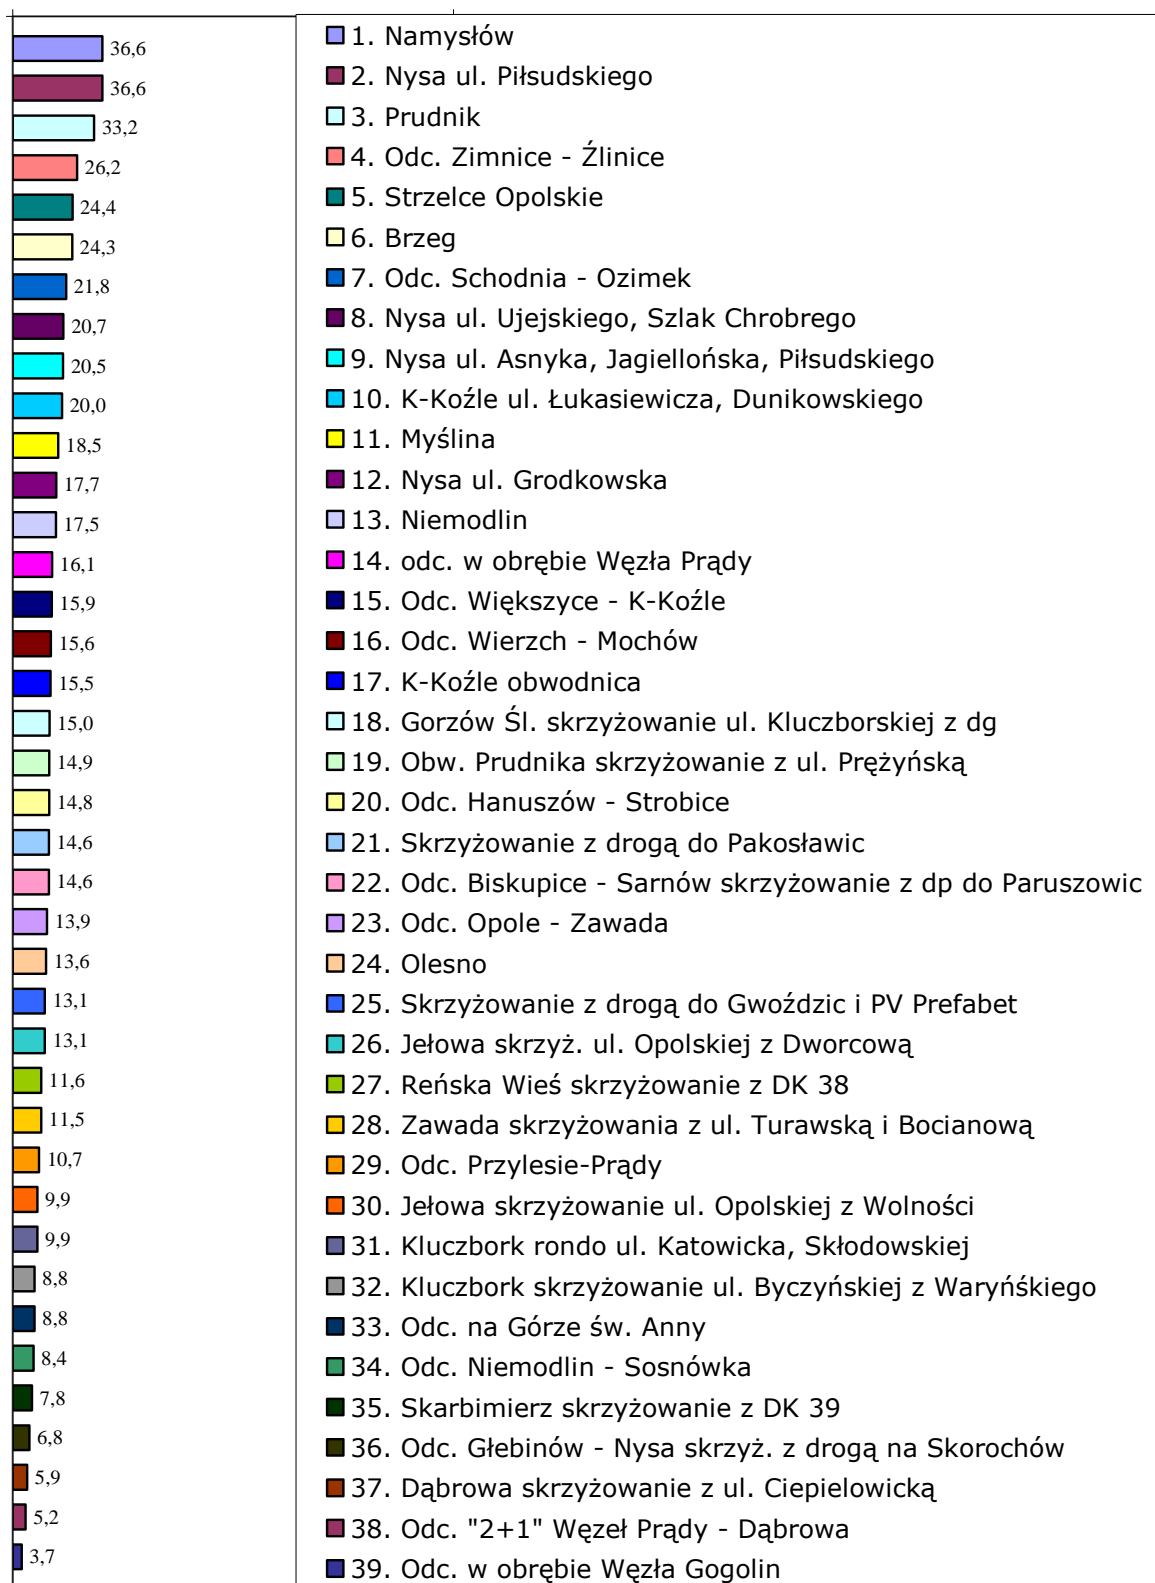 36,6
36,6
33,2
26,2
24,4
24,3
21,8
20,7
20,5
20,0
18,5
17,7
17,5
16,1
15,9
15,6
15,5
15,0
14,9
14,8
14,6
14,6
13,9
13,6
13,1
13,1
11,6
11,5
10,7
9,9
9,9
8,8
8,8
8,4
7,8
6,8
5,9
5,2
3,7
1. Namysłów
2. Nysa ul. Piłsudskiego
3. Prudnik
4. Odc. Zimnice - Źlinice
5. Strzelce Opolskie
6. Brzeg
7. Odc. Schodnia - Ozimek
8. Nysa ul. Ujejskiego, Szlak Chrobrego
9. Nysa ul. Asnyka, Jagiellońska, Piłsudskiego
10. K-Koźle ul. Łukasiewicza, Dunikowskiego
11. Myślina
12. Nysa ul. Grodkowska
13. Niemodlin
14. odc. w obrębie Węzła Prądy
15. Odc. Większyce - K-Koźle
16. Odc. Wierzch - Mochów
17. K-Koźle obwodnica
18. Gorzów Śl. skrzyżowanie ul. Kluczborskiej z dg
19. Obw. Prudnika skrzyżowanie z ul. Prężyńską
20. Odc. Hanuszów - Strobice
21. Skrzyżowanie z drogą do Pakosławic
22. Odc. Biskupice - Sarnów skrzyżowanie z dp do Paruszowic
23. Odc. Opole - Zawada
24. Olesno
25. Skrzyżowanie z drogą do Gwoździc i PV Prefabet
26. Jełowa skrzyż. ul. Opolskiej z Dworcową
27. Reńska Wieś skrzyżowanie z DK 38
28. Zawada skrzyżowania z ul. Turawską i Bocianową
29. Odc. Przylesie-Prądy
30. Jełowa skrzyżowanie ul. Opolskiej z Wolności
31. Kluczbork rondo ul. Katowicka, Skłodowskiej
32. Kluczbork skrzyżowanie ul. Byczyńskiej z Waryńśkiego
33. Odc. na Górze św. Anny
34. Odc. Niemodlin - Sosnówka
35. Skarbimierz skrzyżowanie z DK 39
36. Odc. Głebinów - Nysa skrzyż. z drogą na Skorochów
37. Dąbrowa skrzyżowanie z ul. Ciepielowicką
38. Odc. "2+1" Węzeł Prądy - Dąbrowa
39. Odc. w obrębie Węzła Gogolin